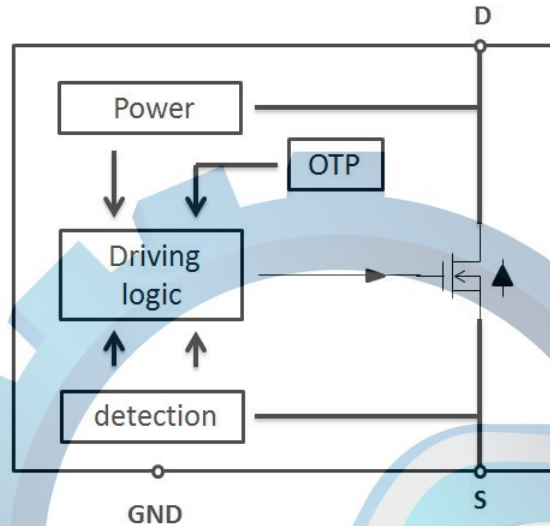 D
Power
OTP
Driving
logic
detection
S
GND